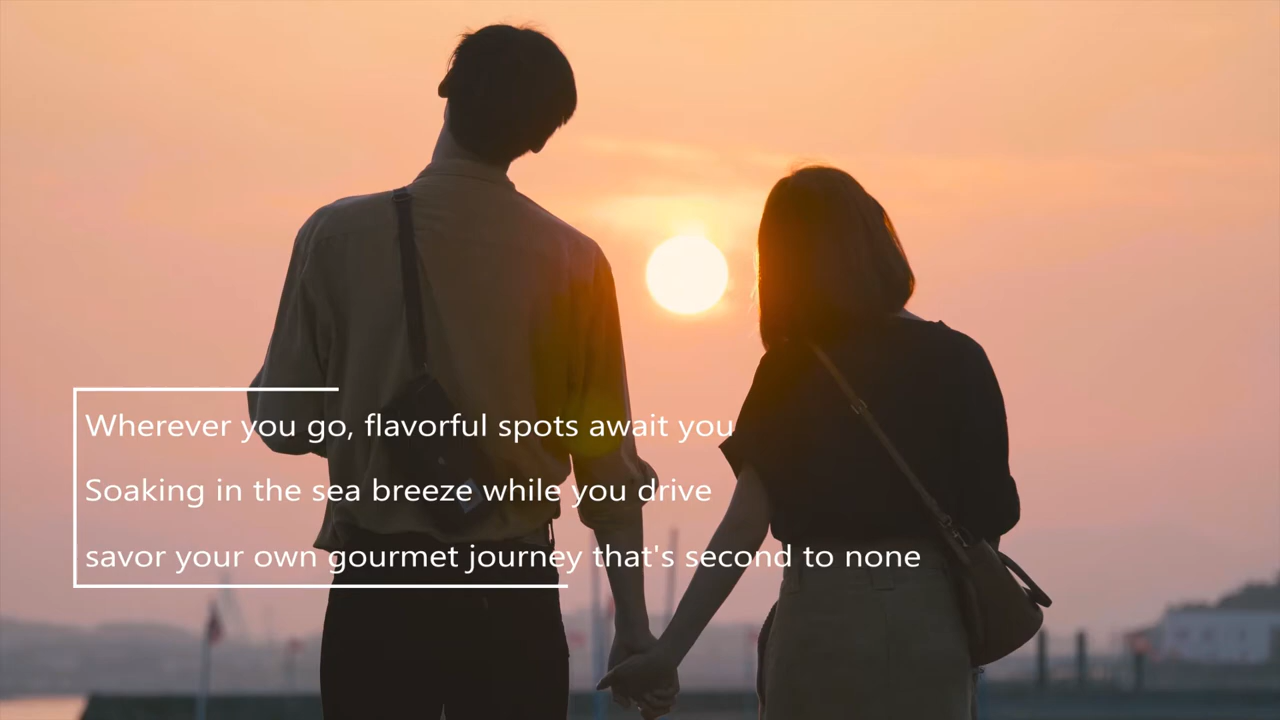 Wherever you go, flavorful spots await you
Soaking in the sea breeze while you drive
savor your own gourmet journey that's second to none